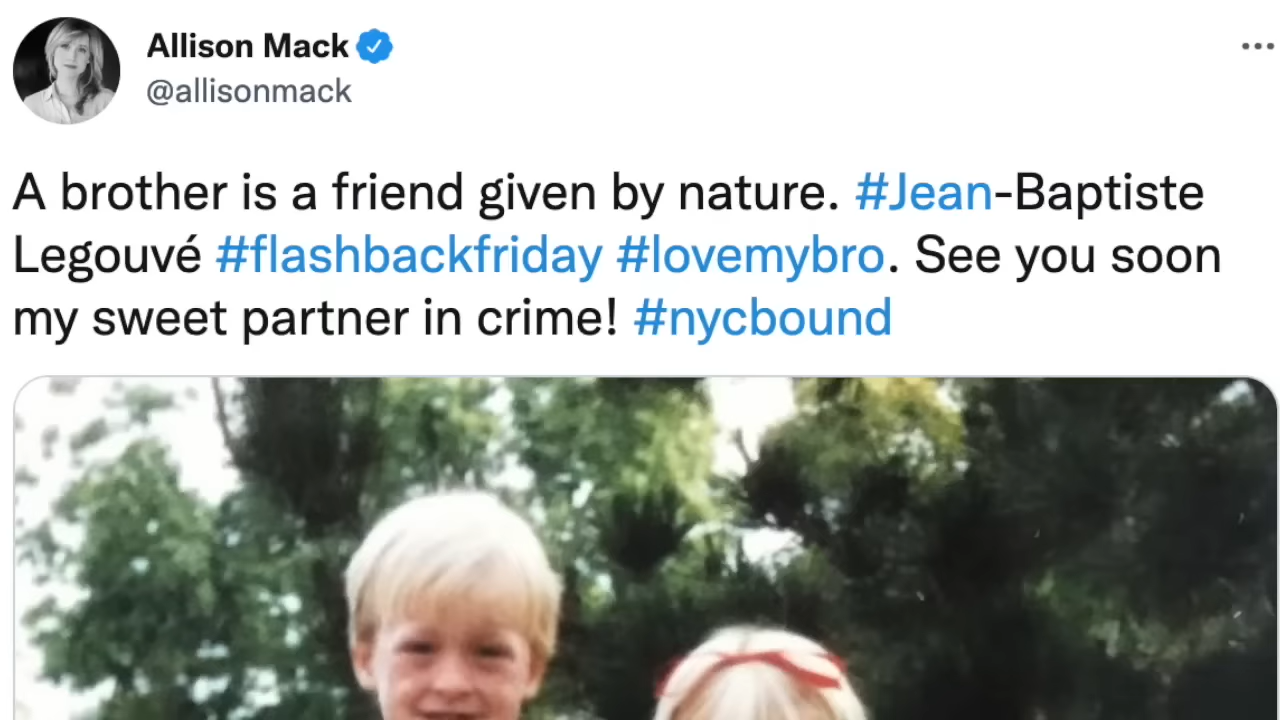 Allison Mack
@allisonmack
A brother is a friend given by nature. #Jean-Baptiste
Legouvé #flashbackfriday #lovemybro. See you soon
my sweet partner in crime! #nycbound